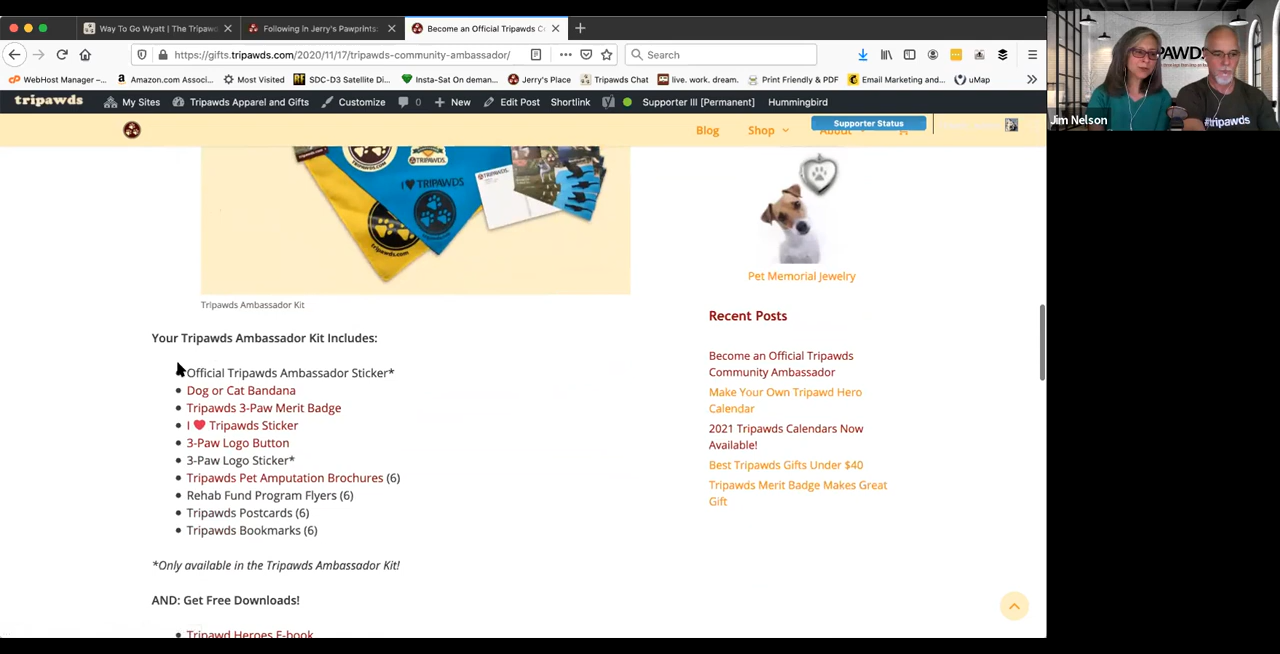 Way To Go Wyatt | The Tripawd
Following In Jerry's Pawprints:
Become an Official Tripawds C
https://gifts.tripawds.com/2020/11/17/tripawds-community-ambassador/
Search
WebHost Manager –...
Amazon.com Associ...
Most Visited
SDC-D3 Satellite Di...
Insta-Sat On deman...
Jerry's Place
Tripawds Chat
live. work. dream.
Print Friendly & PDF
Email Marketing and...
uMap
tripawds
My Sites
Tripawds Apparel and Gifts
Customize
0
New
Edit Post
Shortlink
Supporter III [Permanent]
Hummingbird
Blog
Shop
About
Supporter Status
I ♥ TRIPAWDS
tripawds.com
TRIPAWDS
Tripawds Ambassador Kit
Your Tripawds Ambassador Kit Includes:
Official Tripawds Ambassador Sticker*
• Dog or Cat Bandana
• Tripawds 3-Paw Merit Badge
• I ❤️ Tripawds Sticker
• 3-Paw Logo Button
• 3-Paw Logo Sticker*
• Tripawds Pet Amputation Brochures (6)
• Rehab Fund Program Flyers (6)
• Tripawds Postcards (6)
• Tripawds Bookmarks (6)
*Only available in the Tripawds Ambassador Kit!
AND: Get Free Downloads!
• Tripawd Heroes E-book
Pet Memorial Jewelry
Recent Posts
Become an Official Tripawds
Community Ambassador
Make Your Own Tripawd Hero
Calendar
2021 Tripawds Calendars Now
Available!
Best Tripawds Gifts Under $40
Tripawds Merit Badge Makes Great
Gift
Jim Nelson
#tripawds